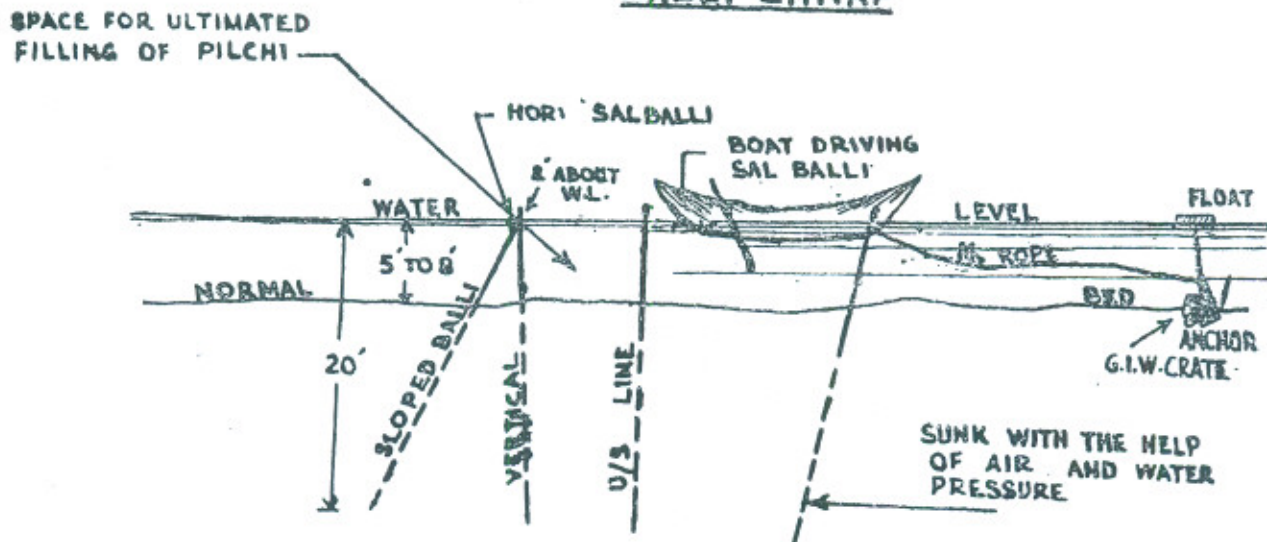 SPACE FOR ULTIMATED
FILLING OF PILCHI
HORI SALBALLI
2' ABOUT
W.L.
BOAT DRIVING
SAL BALLI
WATER
LEVEL
FLOAT
5' TO 8'
ROPE
NORMAL
BED
ANCHOR
G.I.W. CRATE
20'
SLOPED BALLI
VERTICAL
U/S LINE
SUNK WITH THE HELP
OF AIR AND WATER
PRESSURE